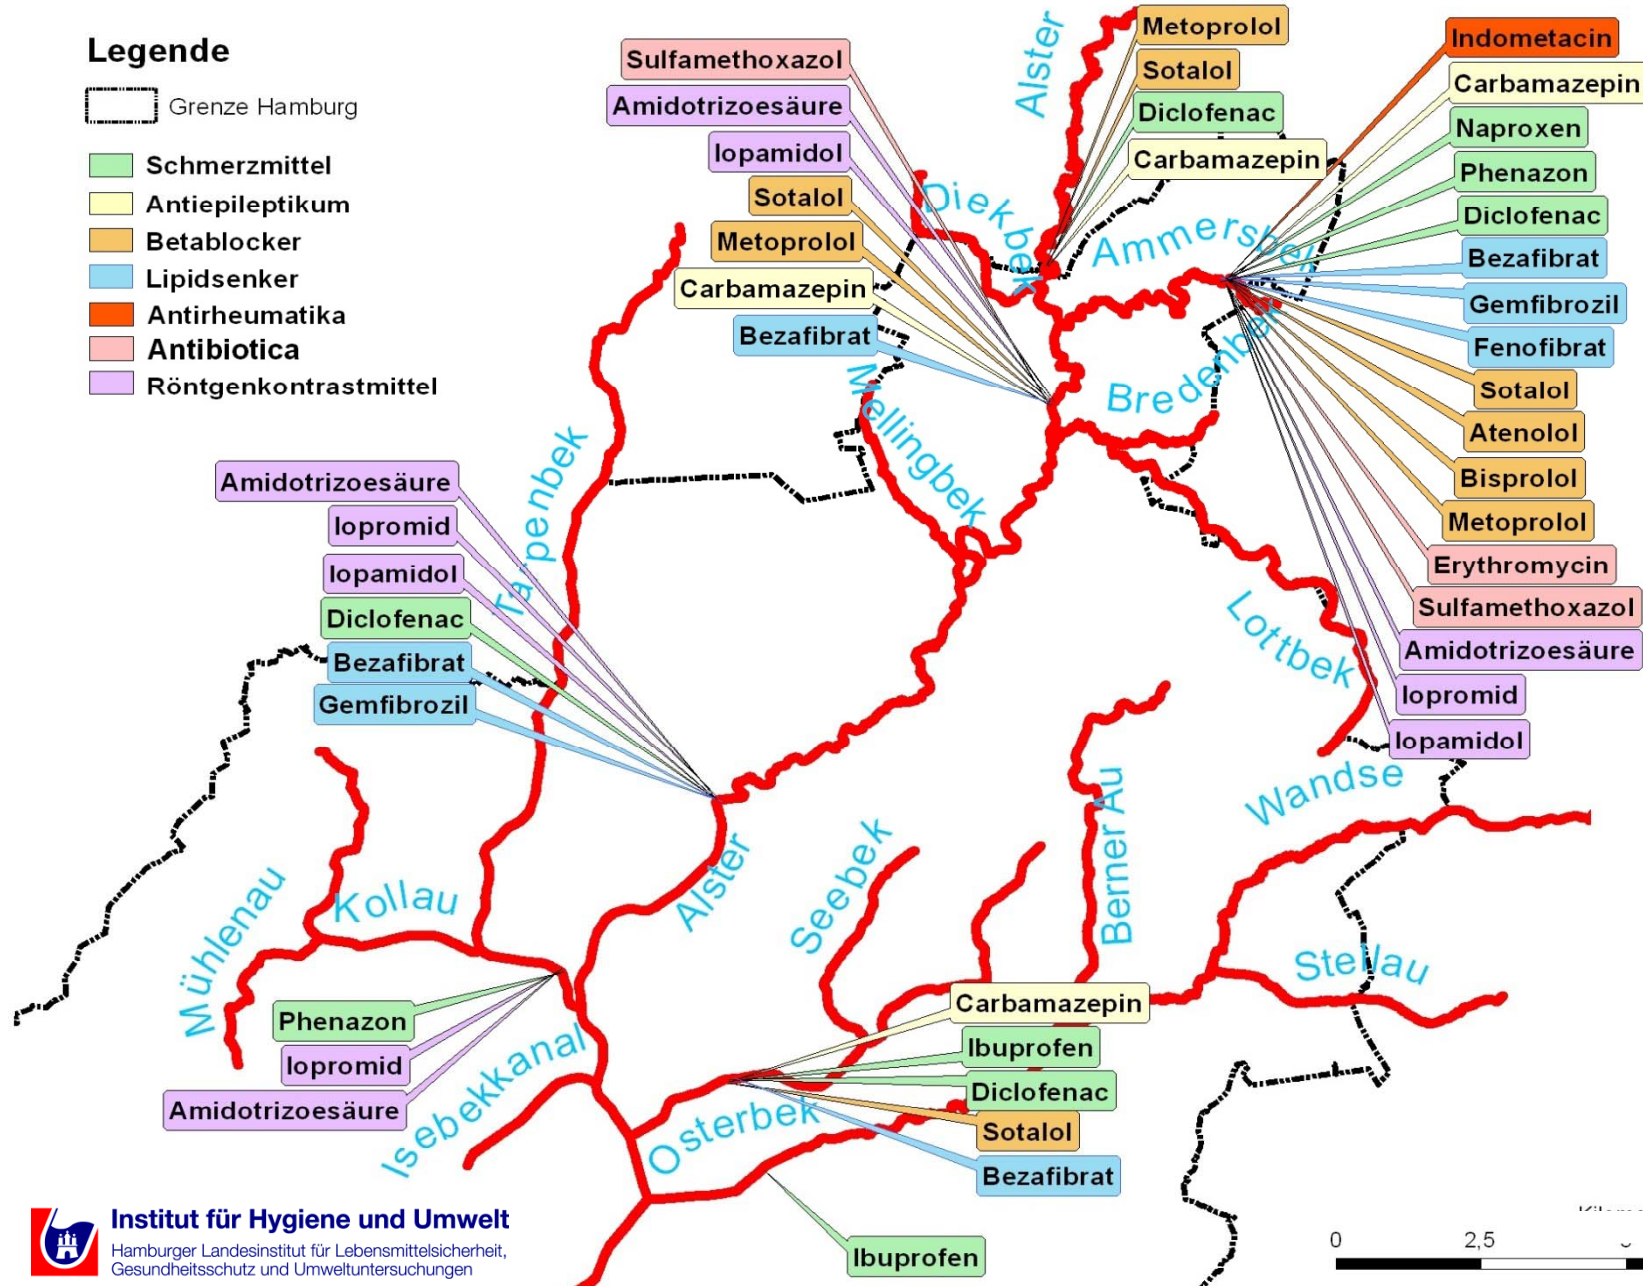 Legende
Grenze Hamburg
Schmerzmittel
Antiepileptikum
Betablocker
Lipidsenker
Antirheumatika
Antibiotica
Röntgenkontrastmittel
Sulfamethoxazol
Amidotrizoesäure
Iopamidol
Sotalol
Metoprolol
Carbamazepin
Bezafibrat
Alster
Metoprolol
Sotalol
Diclofenac
Carbamazepin
Indometacin
Carbamazepin
Naproxen
Phenazon
Diclofenac
Bezafibrat
Gemfibrozil
Fenofibrat
Sotalol
Atenolol
Bisprolol
Metoprolol
Erythromycin
Sulfamethoxazol
Amidotrizoesäure
Iopromid
Iopamidol
Diekbek
Ammersbek
Bredenbek
Mellingbek
Lottbek
Tarpenbek
Amidotrizoesäure
Iopromid
Iopamidol
Diclofenac
Bezafibrat
Gemfibrozil
Wandse
Berner Au
Seebek
Alster
Kollau
Mühlenau
Stellau
Phenazon
Iopromid
Amidotrizoesäure
Isebekkanal
Osterbek
Carbamazepin
Ibuprofen
Diclofenac
Sotalol
Bezafibrat
Ibuprofen
Institut für Hygiene und Umwelt
Hamburger Landesinstitut für Lebensmittelsicherheit,
Gesundheitsschutz und Umweltuntersuchungen
0 2,5